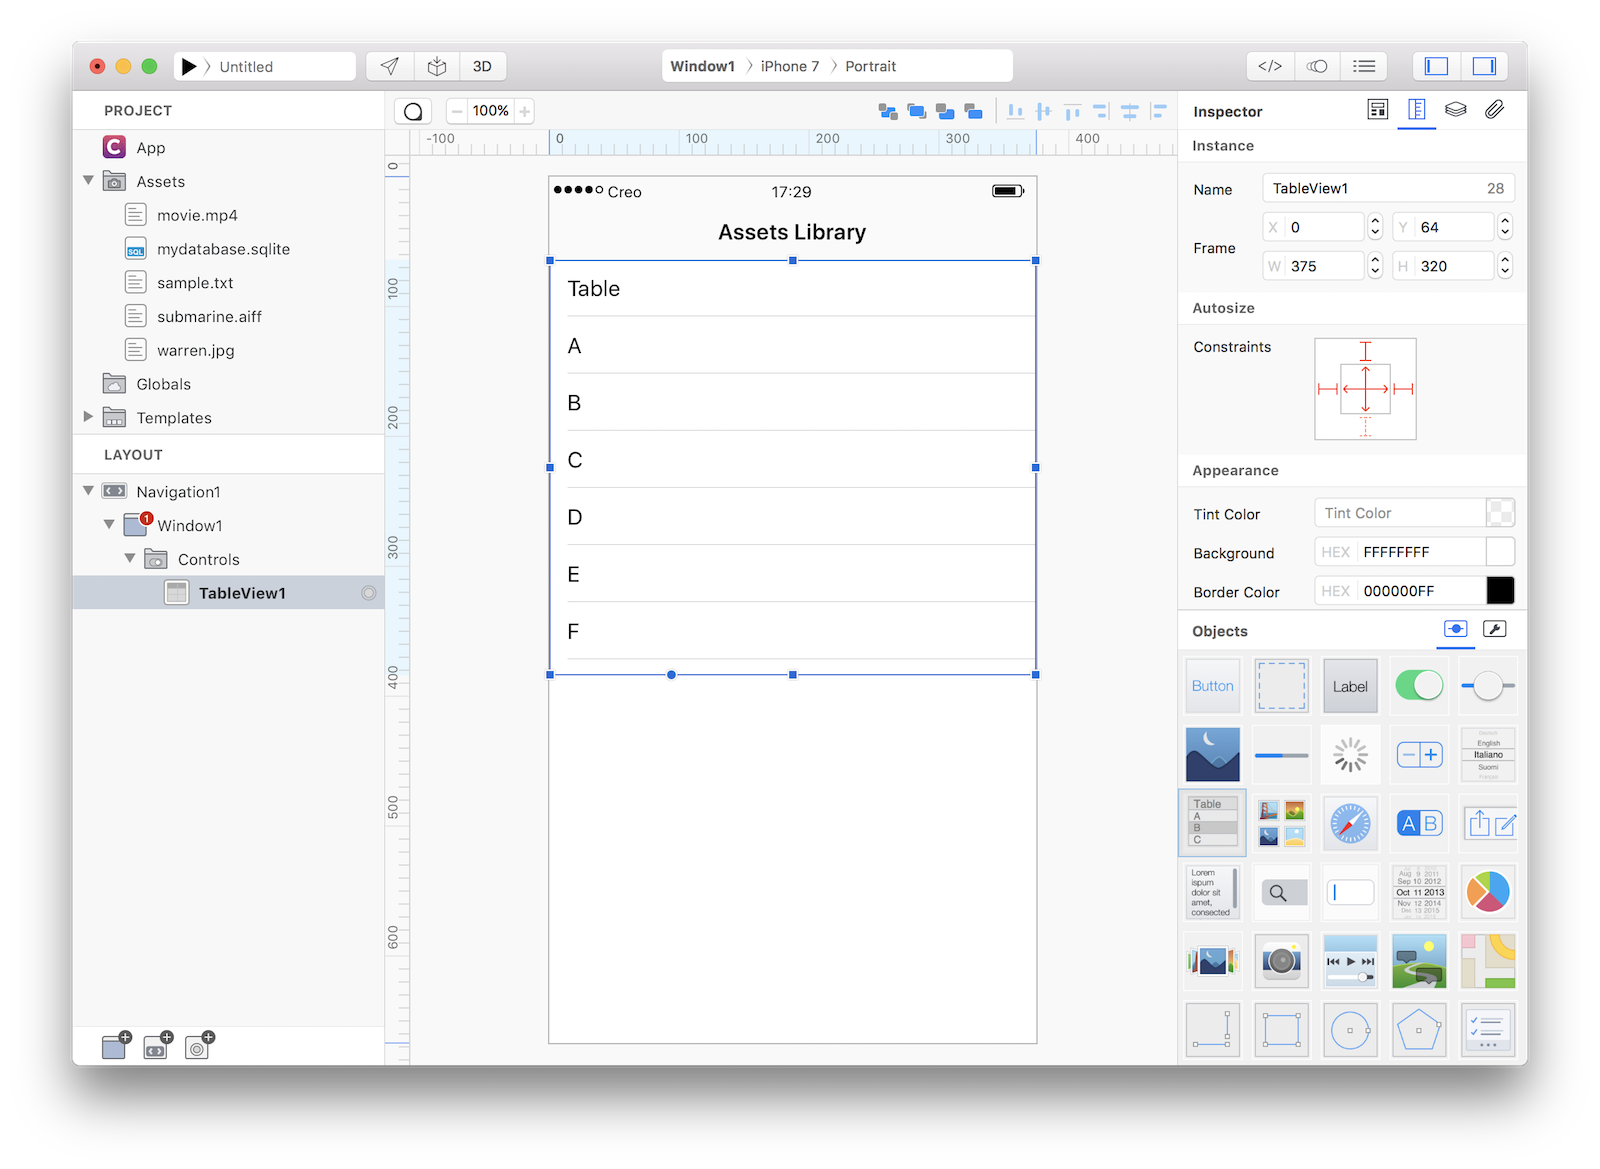 Untitled
3D
Window1 iPhone 7 Portrait
</>
PROJECT
App
Assets
movie.mp4
SQL
mydatabase.sqlite
sample.txt
submarine.aiff
warren.jpg
Globals
Templates
LAYOUT
Navigation1
1
Window1
Controls
TableView1
100%
-100 0 100 200 300 400
0
100
200
300
400
500
600
Creo 17:29
Assets Library
Table
A
B
C
D
E
F
Inspector
Instance
Name TableView1 28
Frame X 0 Y 64
W 375 H 320
Autosize
Constraints
Appearance
Tint Color Tint Color
Background HEX FFFFFFFF
Border Color HEX 000000FF
Objects
Button
Label
Deutsch
English
Italiano
Suomi
Français
Table
A
B
C
A B
Lorem
ispum
dolor sit
amet,
consected
Aug 9 2011
Sep 10 2012
Oct 11 2013
Nov 12 2014
Dec 13 2015